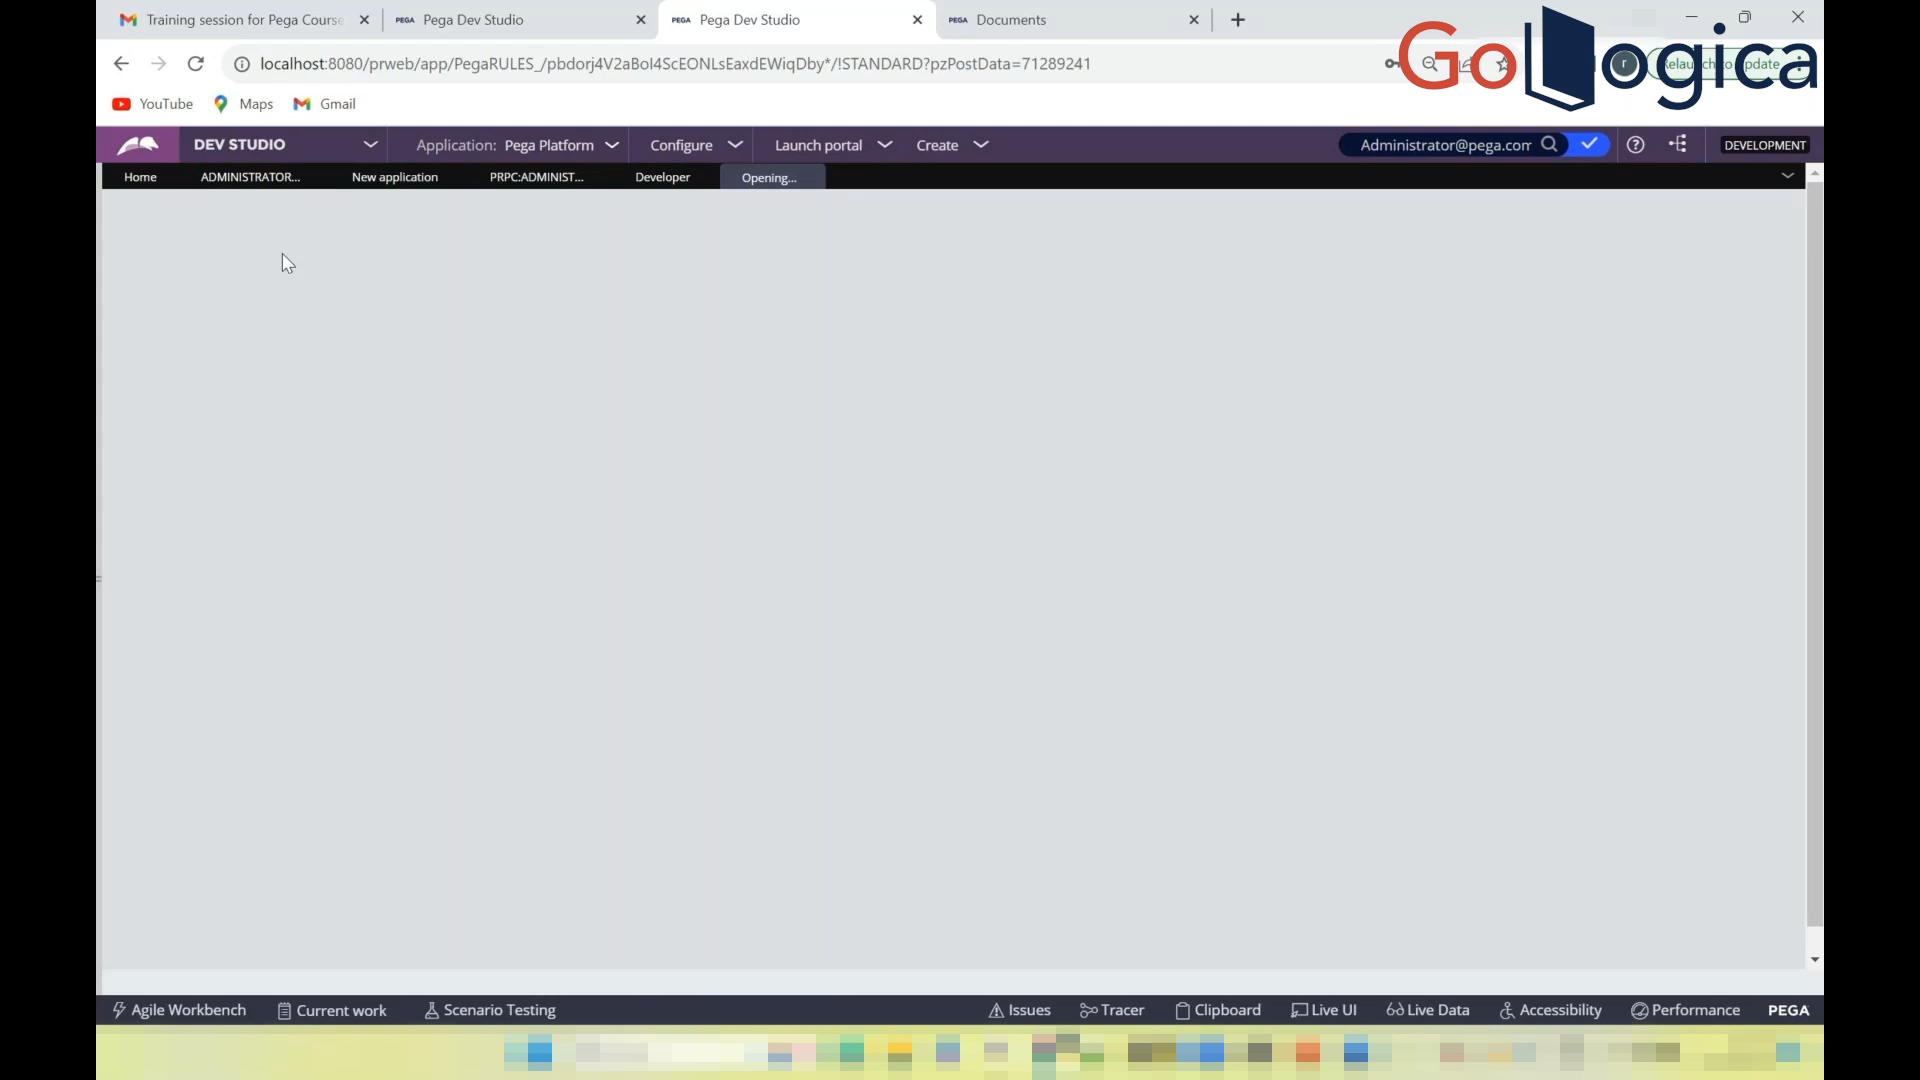 Training session for Pega Course
Pega Dev Studio
Pega Dev Studio
Documents
localhost:8080/prweb/app/PegaRULES_/pbdorj4V2aBol4ScEONLsEaxdEWiqDby*/!STANDARD?pzPostData=71289241
GoLogica
YouTube
Maps
Gmail
DEV STUDIO
Application: Pega Platform
Configure
Launch portal
Create
Administrator@pega.com
DEVELOPMENT
Home
ADMINISTRATOR...
New application
PRPC:ADMINIST...
Developer
Opening...
Agile Workbench
Current work
Scenario Testing
Issues
Tracer
Clipboard
Live UI
Live Data
Accessibility
Performance
PEGA